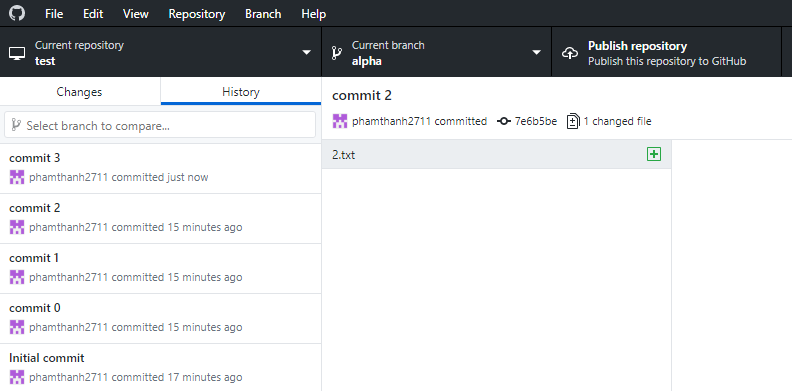 File Edit View Repository Branch Help
Current repository
test
Current branch
alpha
Publish repository
Publish this repository to GitHub
Changes History
Select branch to compare...
commit 3
phamthanh2711 committed just now
commit 2
phamthanh2711 committed 15 minutes ago
commit 1
phamthanh2711 committed 15 minutes ago
commit 0
phamthanh2711 committed 15 minutes ago
Initial commit
phamthanh2711 committed 17 minutes ago
commit 2
phamthanh2711 committed 7e6b5be 1 changed file
2.txt